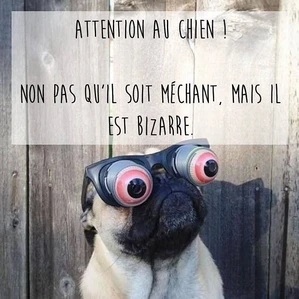 ATTENTION AU CHIEN !
NON PAS QU'IL SOIT MÉCHANT, MAIS IL
EST BIZARRE.